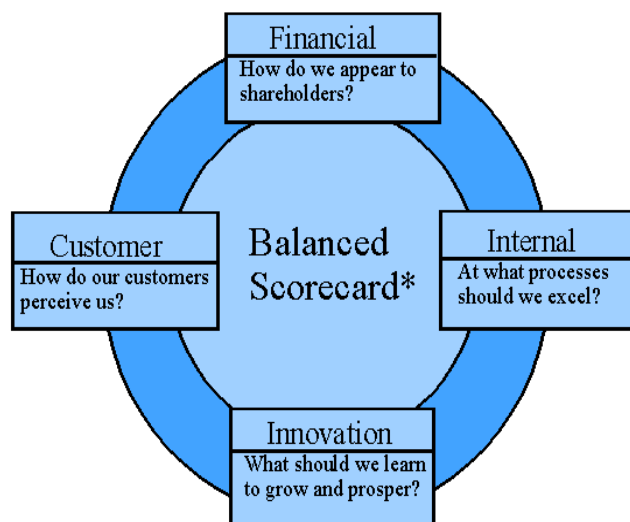 Financial
How do we appear to
shareholders?
Customer
How do our customers
perceive us?
Balanced
Scorecard*
Internal
At what processes
should we excel?
Innovation
What should we learn
to grow and prosper?